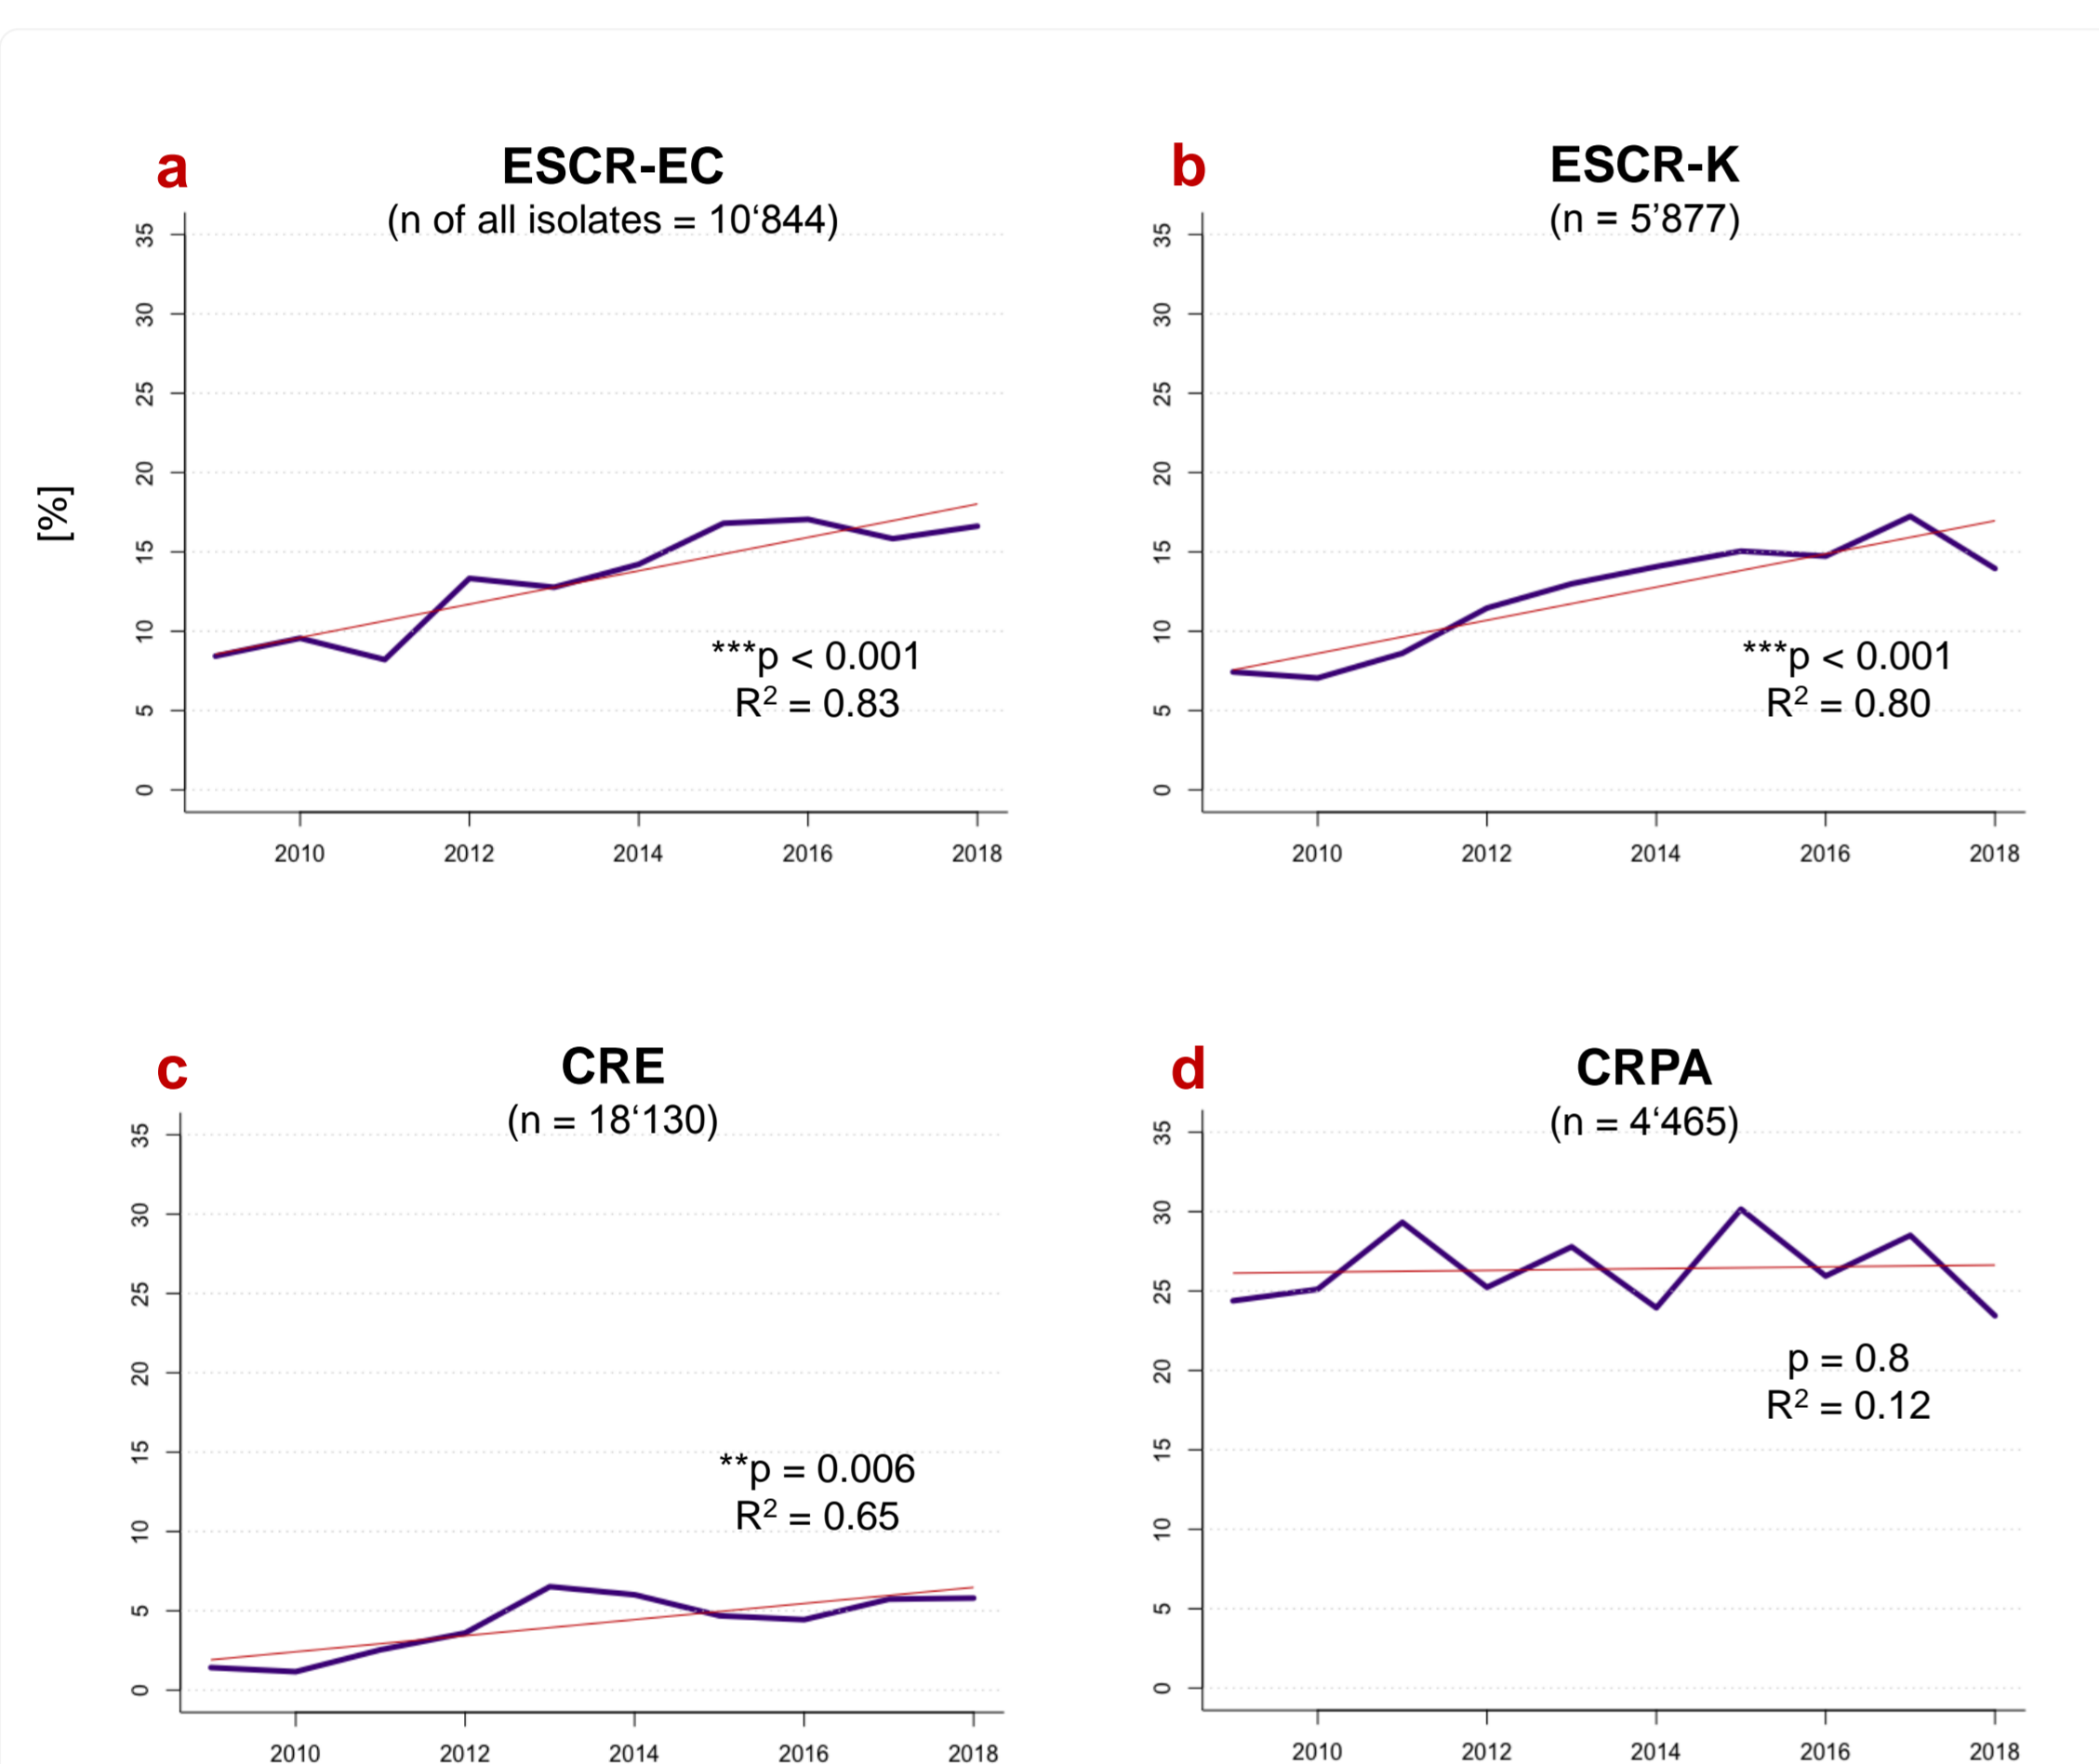 a
ESCR-EC
(n of all isolates = 10‘844)
[%]
35
30
25
20
15
10
5
0
***p < 0.001
R² = 0.83
2010 2012 2014 2016 2018
b
ESCR-K
(n = 5’877)
35
30
25
20
15
10
5
0
***p < 0.001
R² = 0.80
2010 2012 2014 2016 2018
c
CRE
(n = 18‘130)
35
30
25
20
15
10
5
0
**p = 0.006
R² = 0.65
2010 2012 2014 2016 2018
d
CRPA
(n = 4‘465)
35
30
25
20
15
10
5
0
p = 0.8
R² = 0.12
2010 2012 2014 2016 2018